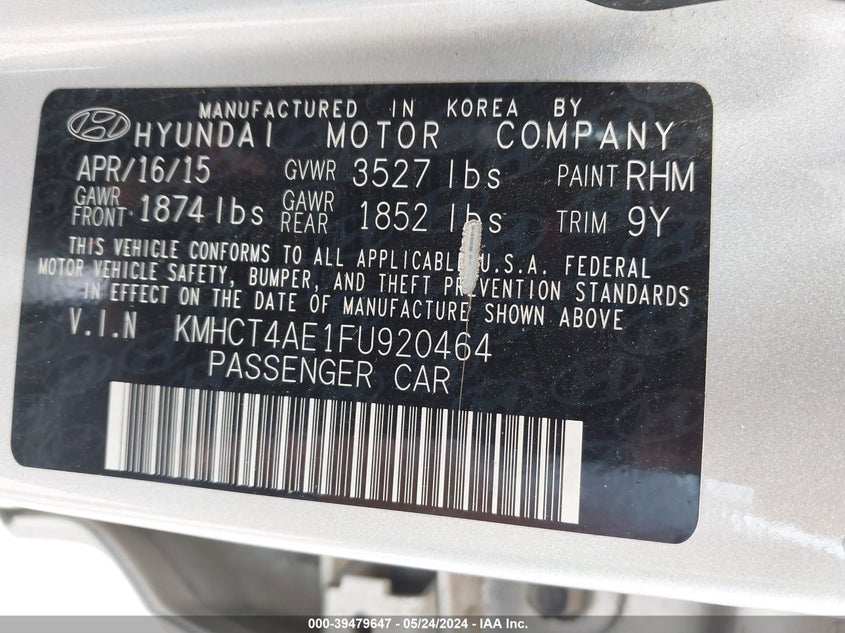 MANUFACTURED IN KOREA BY
HYUNDAI MOTOR COMPANY
APR/16/15 GVWR 3527 lbs PAINT RHM
GAWR FRONT 1874 lbs GAWR REAR 1852 lbs TRIM 9Y
THIS VEHICLE CONFORMS TO ALL APPLICABLE U.S.A. FEDERAL
MOTOR VEHICLE SAFETY, BUMPER, AND THEFT PREVENTION STANDARDS
IN EFFECT ON THE DATE OF MANUFACTURE SHOWN ABOVE
V.I.N KMHCT4AE1FU920464
PASSENGER CAR
000-39479647 - 05/24/2024 - IAA Inc.